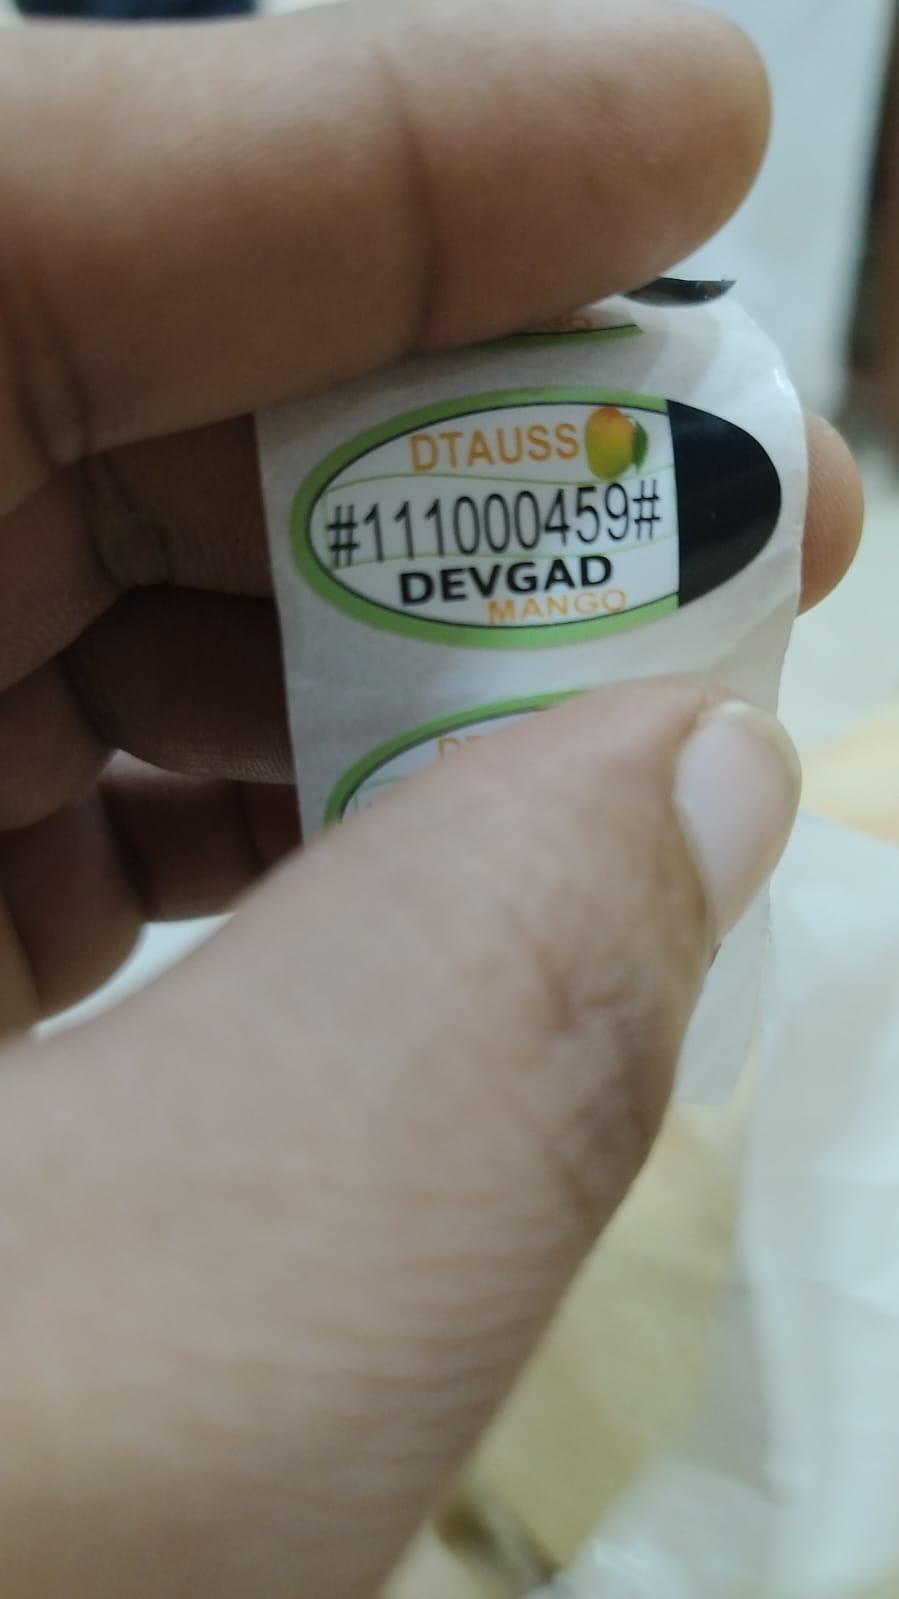 DTAUSS
#111000459#
DEVGAD
MANGO